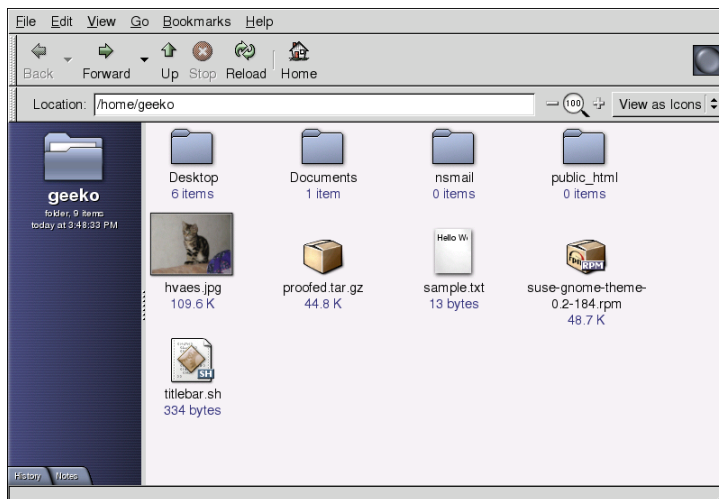 File Edit View Go Bookmarks Help
Back Forward Up Stop Reload Home
Location: /home/geeko 100 View as Icons
geeko
folder, 9 items
today at 3:48:33 PM
Desktop Documents nsmail public_html
6 items 1 item 0 items 0 items
Hello W
hvaes.jpg proofed.tar.gz sample.txt suse-gnome-theme-
109.6 K 44.8 K 13 bytes 0.2-184.rpm
48.7 K
RPM
SH
titlebar.sh
334 bytes
History Notes